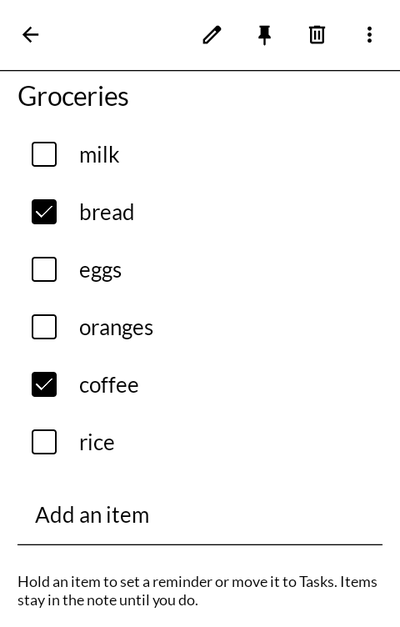 Groceries
milk
bread
eggs
oranges
coffee
rice
Add an item
Hold an item to set a reminder or move it to Tasks. Items
stay in the note until you do.